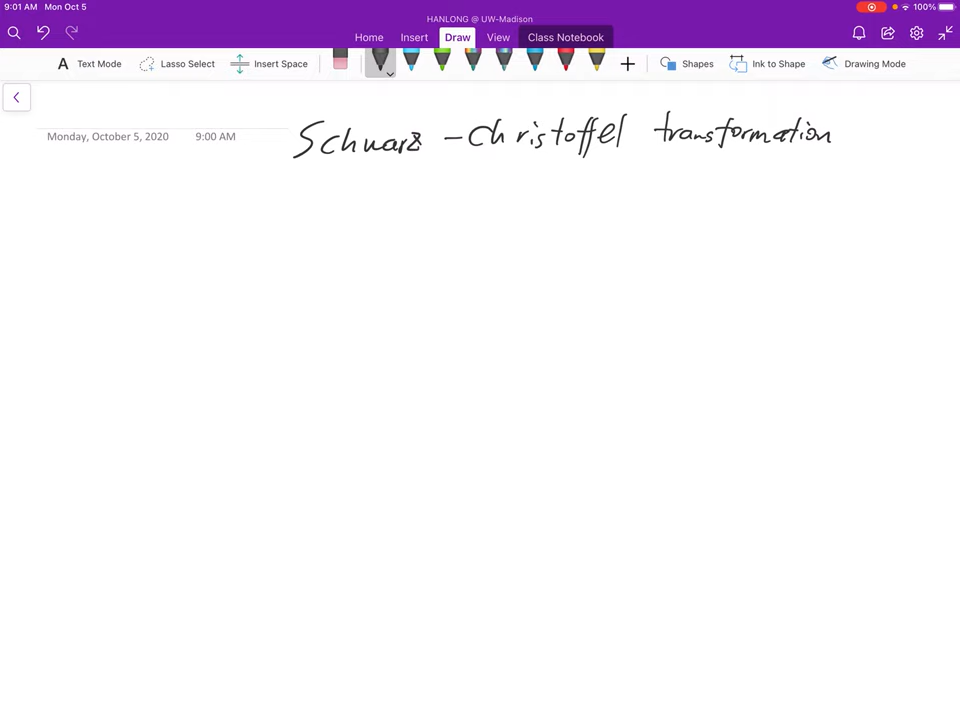 9:01 AM Mon Oct 5 100%
HANLONG @ UW-Madison
Home Insert Draw View Class Notebook
A Text Mode Lasso Select Insert Space Shapes Ink to Shape Drawing Mode
Monday, October 5, 2020 9:00 AM
Schwarz - Christoffel transformation